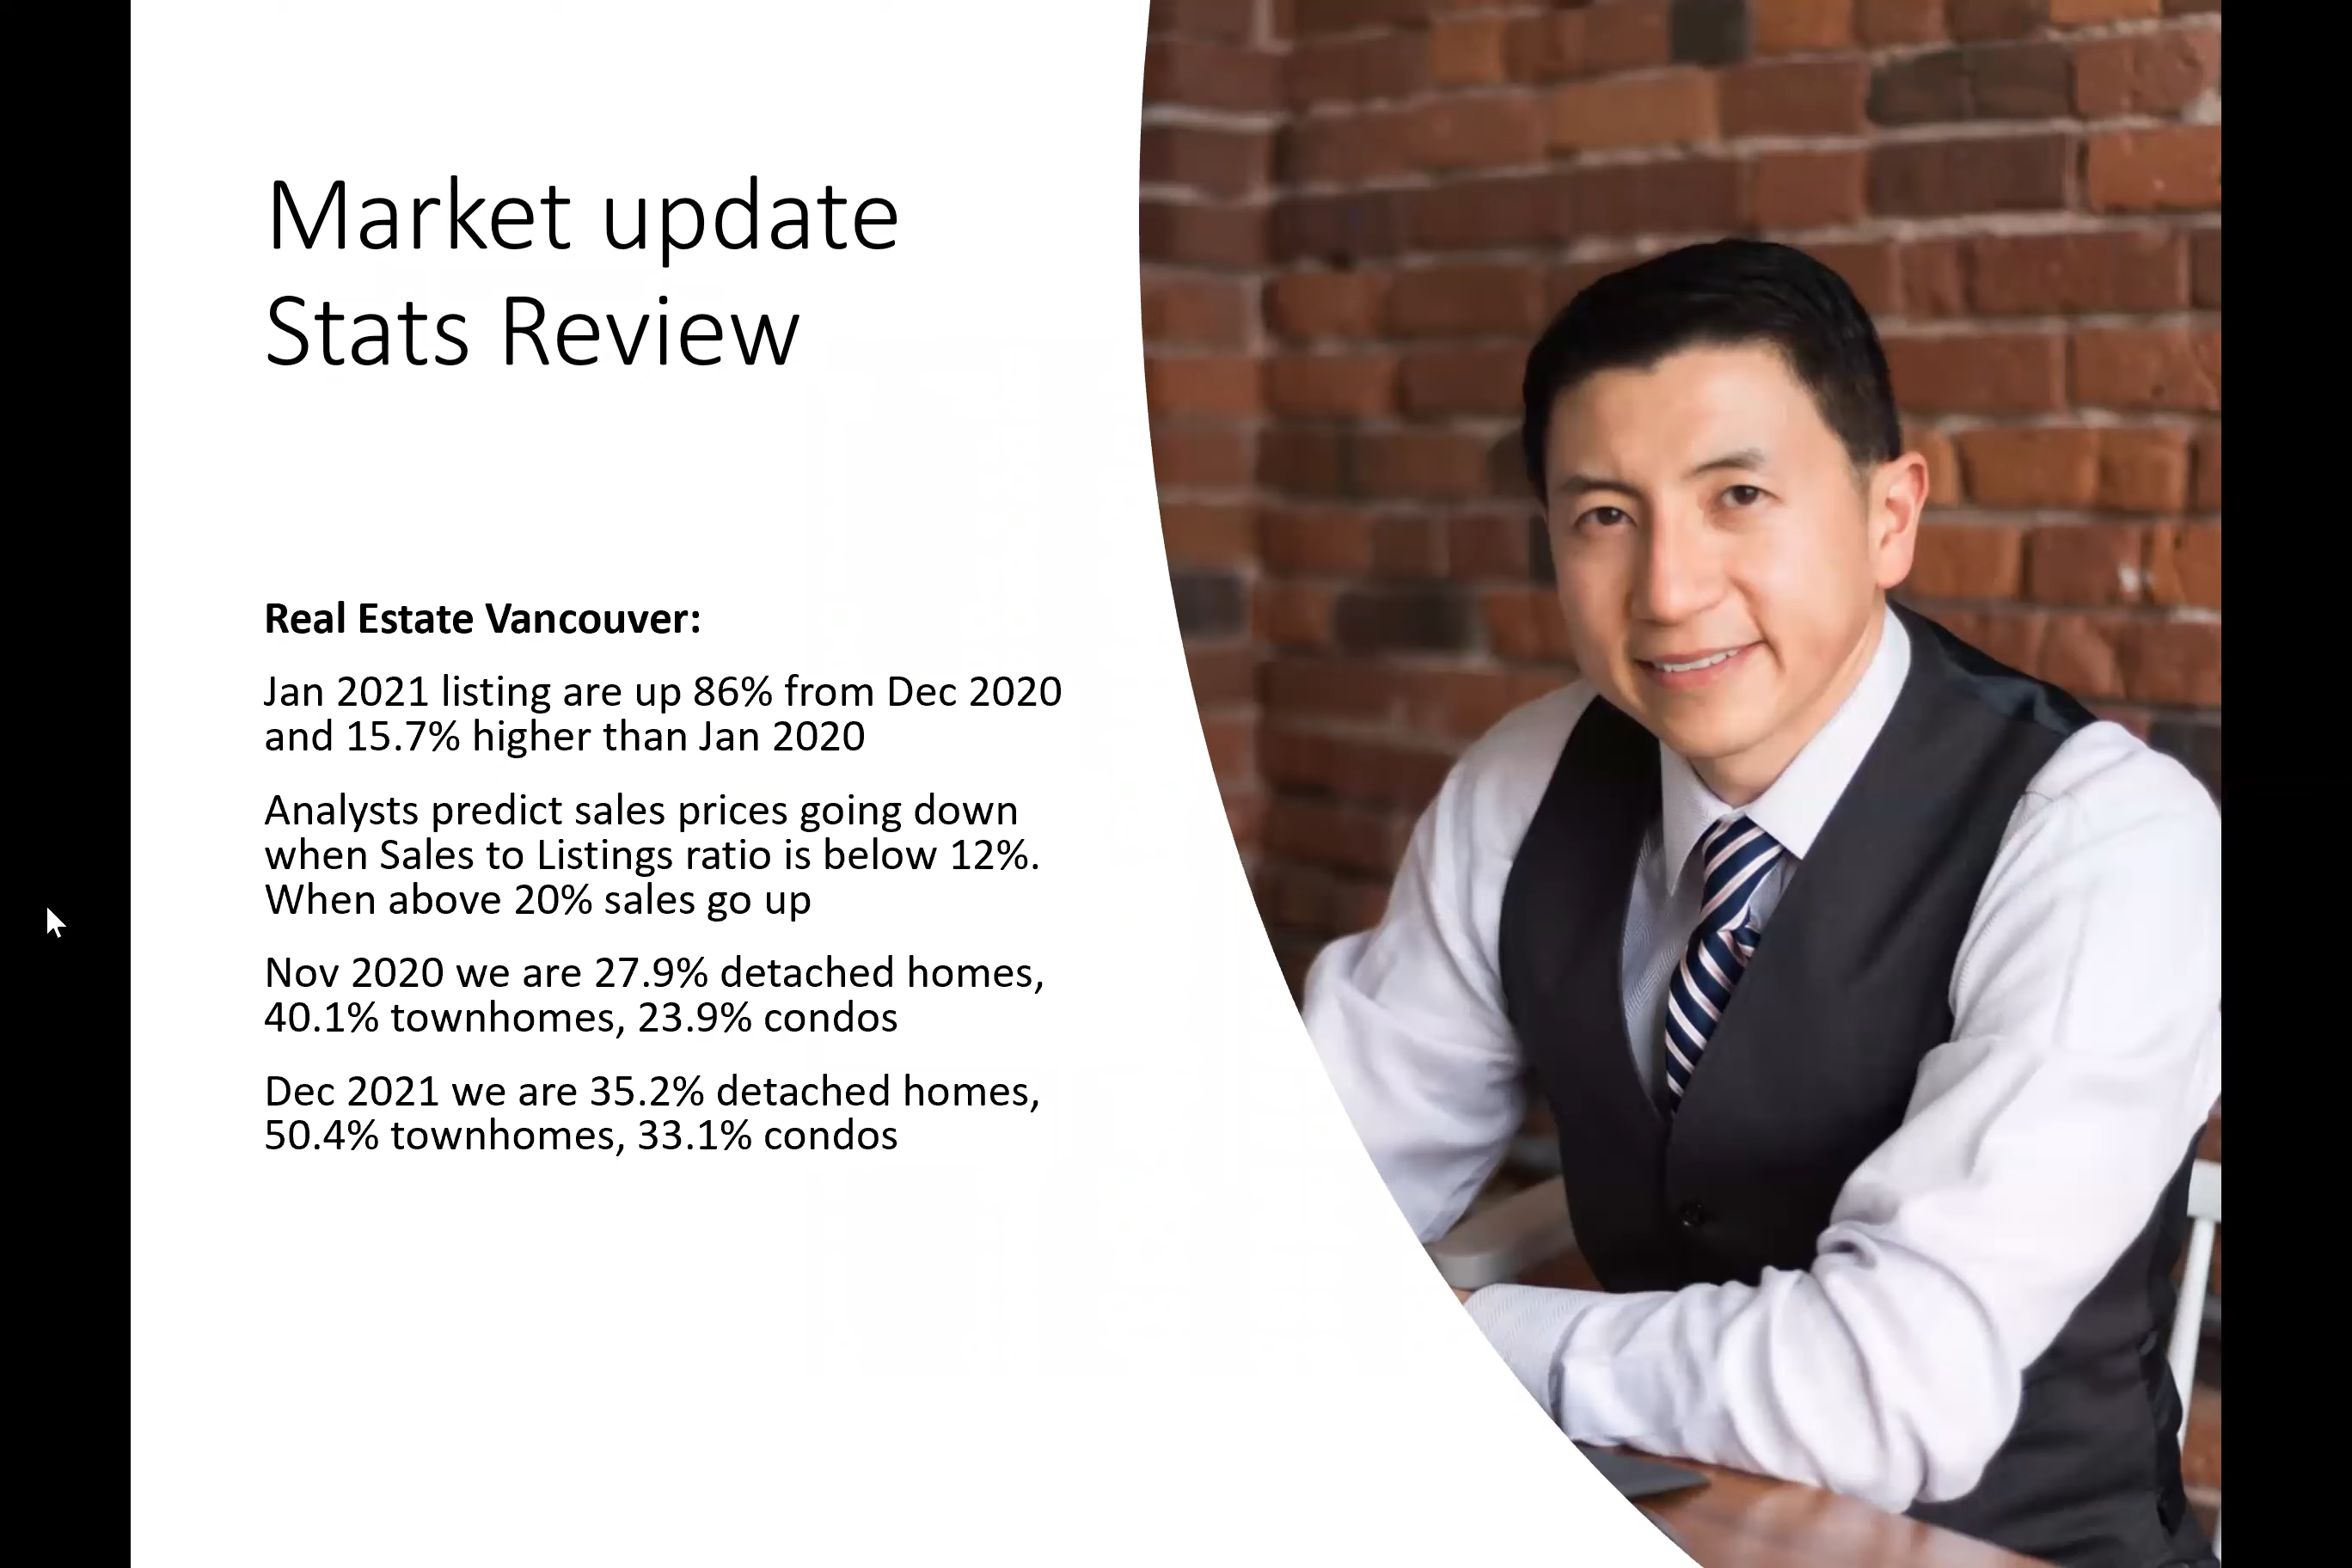 Market update
Stats Review
Real Estate Vancouver:
Jan 2021 listing are up 86% from Dec 2020
and 15.7% higher than Jan 2020
Analysts predict sales prices going down
when Sales to Listings ratio is below 12%.
When above 20% sales go up
Nov 2020 we are 27.9% detached homes,
40.1% townhomes, 23.9% condos
Dec 2021 we are 35.2% detached homes,
50.4% townhomes, 33.1% condos